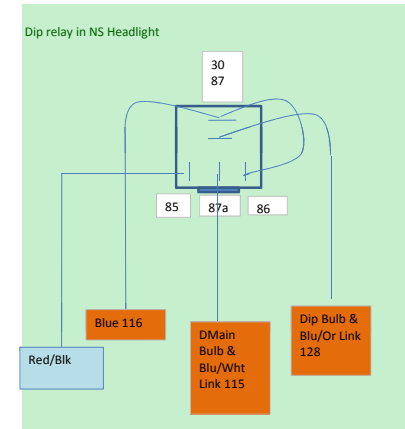 Dip relay in NS Headlight
30
87
85
87a
86
Blue 116
Dip Bulb &
Blu/Or Link
128
DMain
Bulb &
Blu/Wht
Link 115
Red/Blk